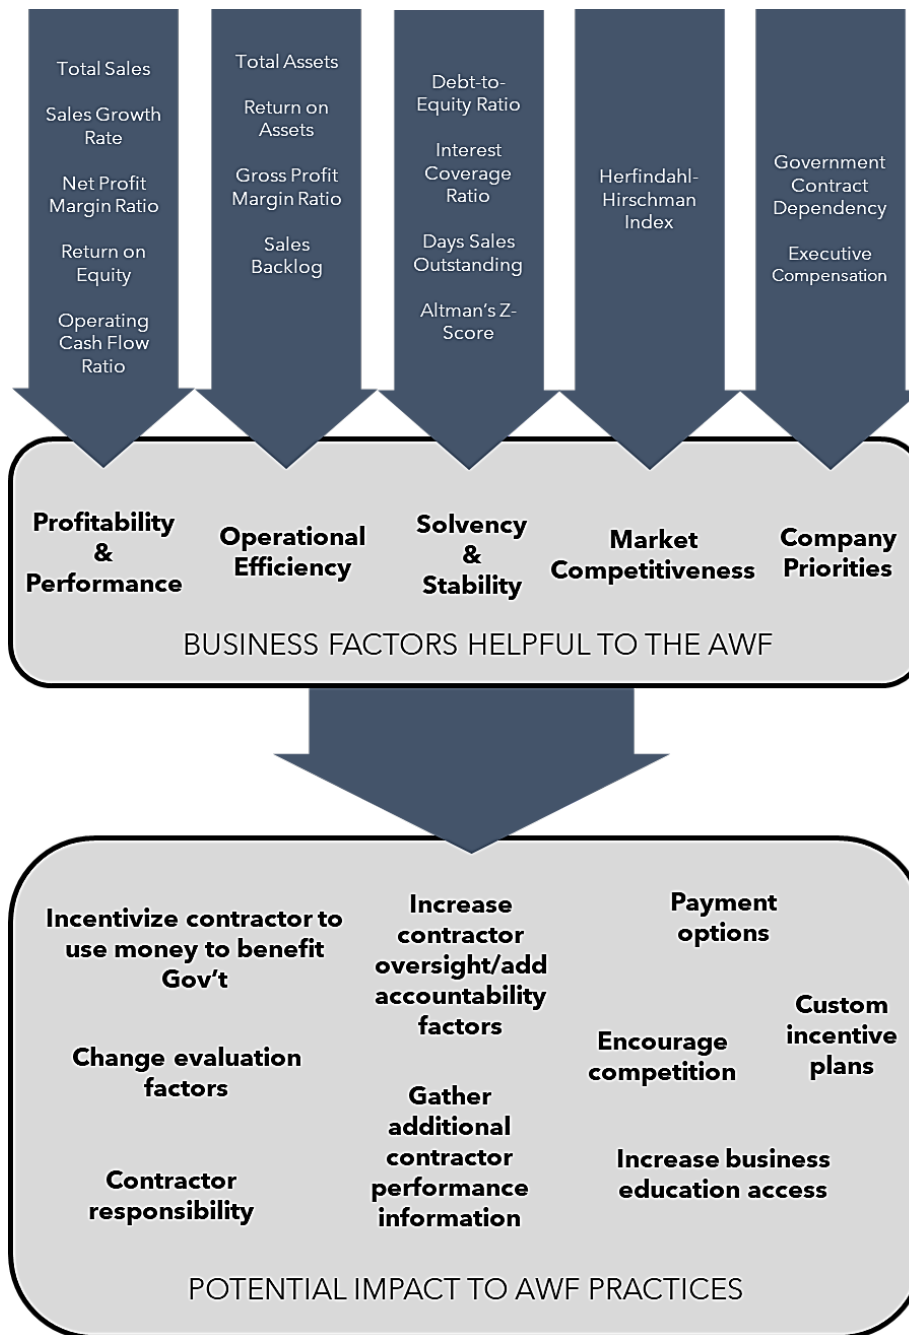 Total Sales
Sales Growth
Rate
Net Profit
Margin Ratio
Return on
Equity
Operating
Cash Flow
Ratio
Total Assets
Return on
Assets
Gross Profit
Margin Ratio
Sales
Backlog
Debt-to-
Equity Ratio
Interest
Coverage
Ratio
Days Sales
Outstanding
Altman's Z-
Score
Herfindahl-
Hirschman
Index
Government
Contract
Dependency
Executive
Compensation
Profitability
&
Performance
Operational
Efficiency
Solvency
&
Stability
Market
Competitiveness
Company
Priorities
BUSINESS FACTORS HELPFUL TO THE AWF
Incentivize contractor to
use money to benefit
Gov't
Change evaluation
factors
Contractor
responsibility
Increase
contractor
oversight/add
accountability
factors
Gather
additional
contractor
performance
information
Payment
options
Custom
incentive
plans
Encourage
competition
Increase business
education access
POTENTIAL IMPACT TO AWF PRACTICES